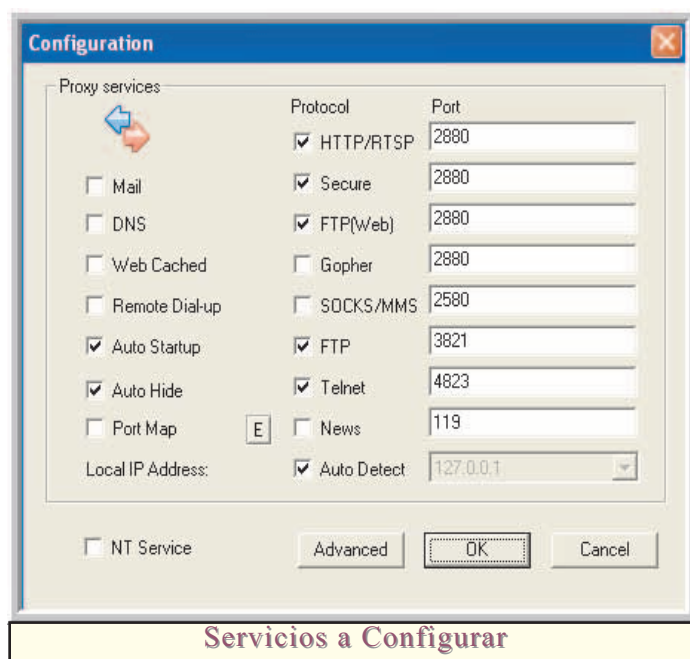 Configuration
Proxy services
Protocol Port
HTTP/RTSP 2880
Mail Secure 2880
DNS FTP(Web) 2880
Web Cached Gopher 2880
Remote Dial-up SOCKS/MMS 2580
Auto Startup FTP 3821
Auto Hide Telnet 4823
Port Map E News 119
Local IP Address: Auto Detect 127.0.0.1
NT Service Advanced OK Cancel
Servicios a Configurar